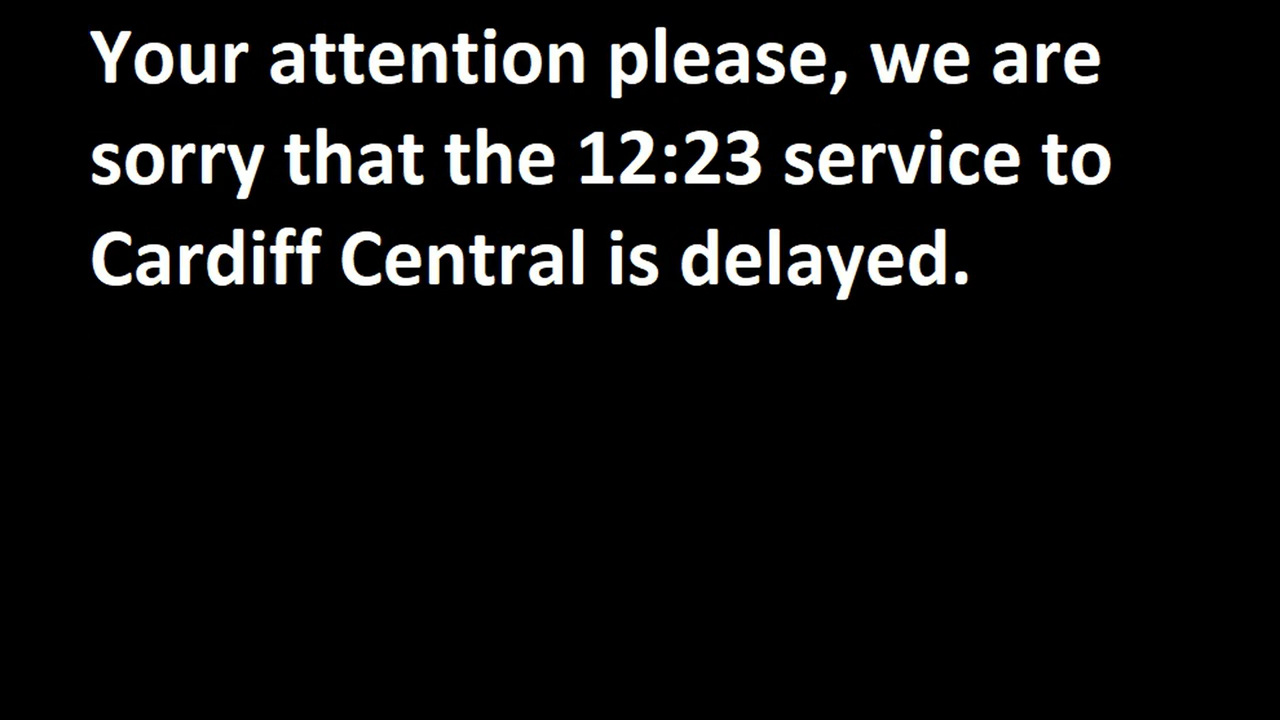 Your attention please, we are
sorry that the 12:23 service to
Cardiff Central is delayed.